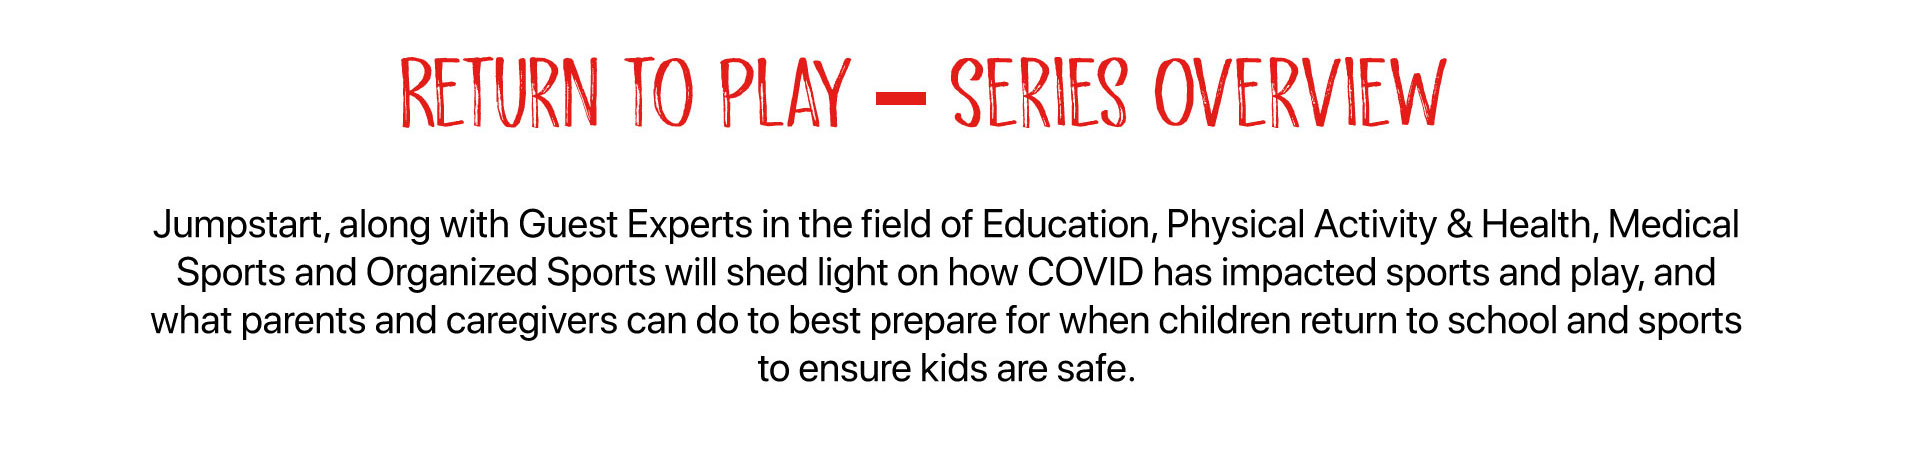 RETURN TO PLAY – SERIES OVERVIEW
Jumpstart, along with Guest Experts in the field of Education, Physical Activity & Health, Medical
Sports and Organized Sports will shed light on how COVID has impacted sports and play, and
what parents and caregivers can do to best prepare for when children return to school and sports
to ensure kids are safe.